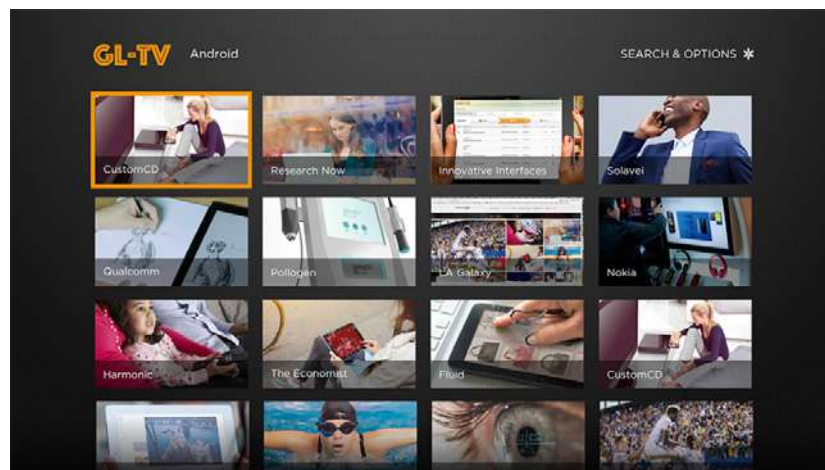 GL-TV Android SEARCH & OPTIONS *
CustomCD Research Now Innovative Interfaces Solavei
Qualcomm Pollogen LA Galaxy Nokia
Harmonic The Economist Fluid CustomCD